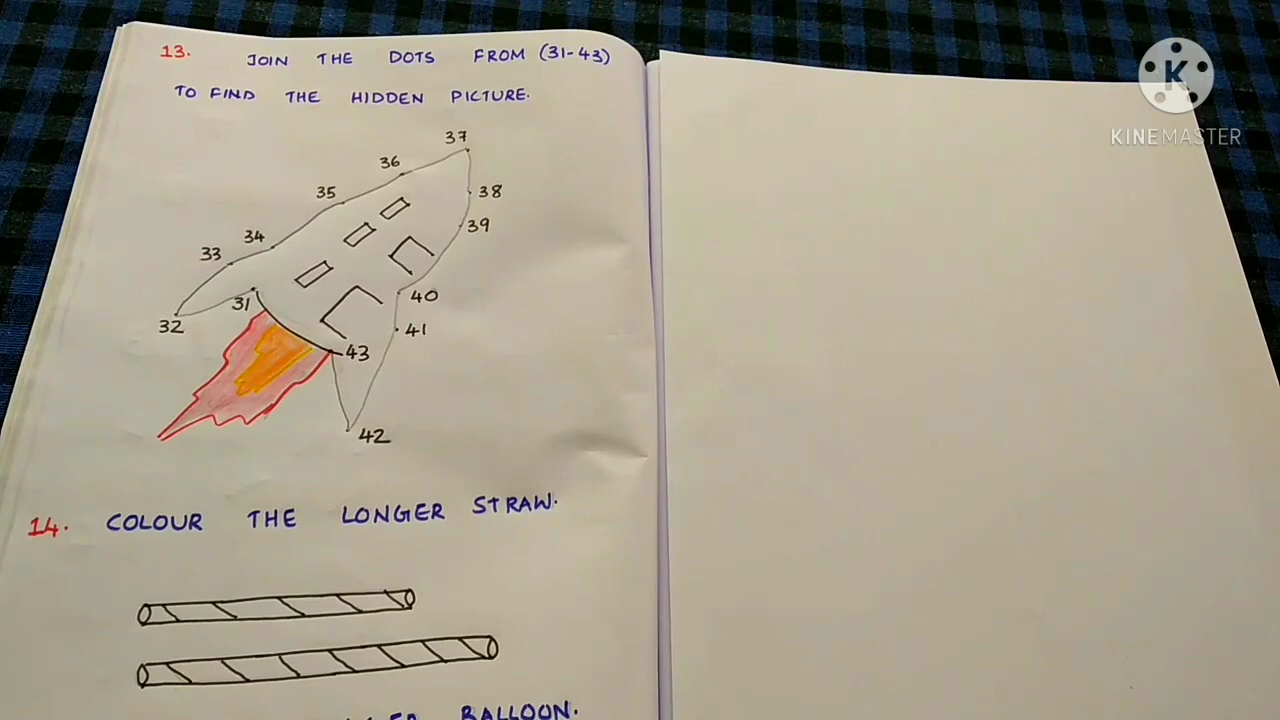 13. JOIN THE DOTS FROM (31-43)
TO FIND THE HIDDEN PICTURE.
37
36
35
38
39
34
33
31
40
32
41
43
42
14. COLOUR THE LONGER STRAW.
BALLOON.
K
KINEMASTER